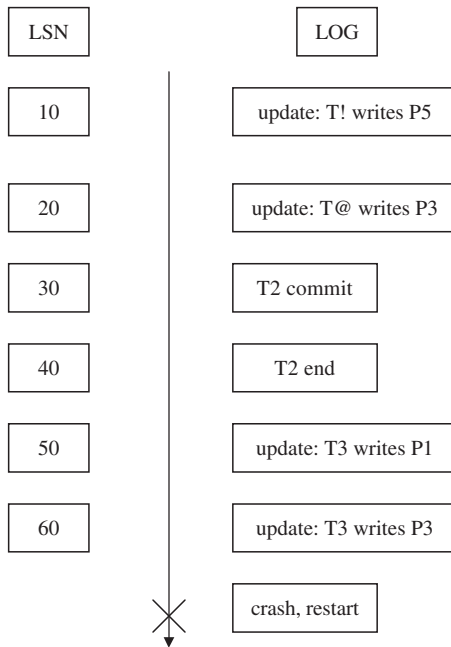 LSN LOG
10 update: T! writes P5
20 update: T@ writes P3
30 T2 commit
40 T2 end
50 update: T3 writes P1
60 update: T3 writes P3
crash, restart